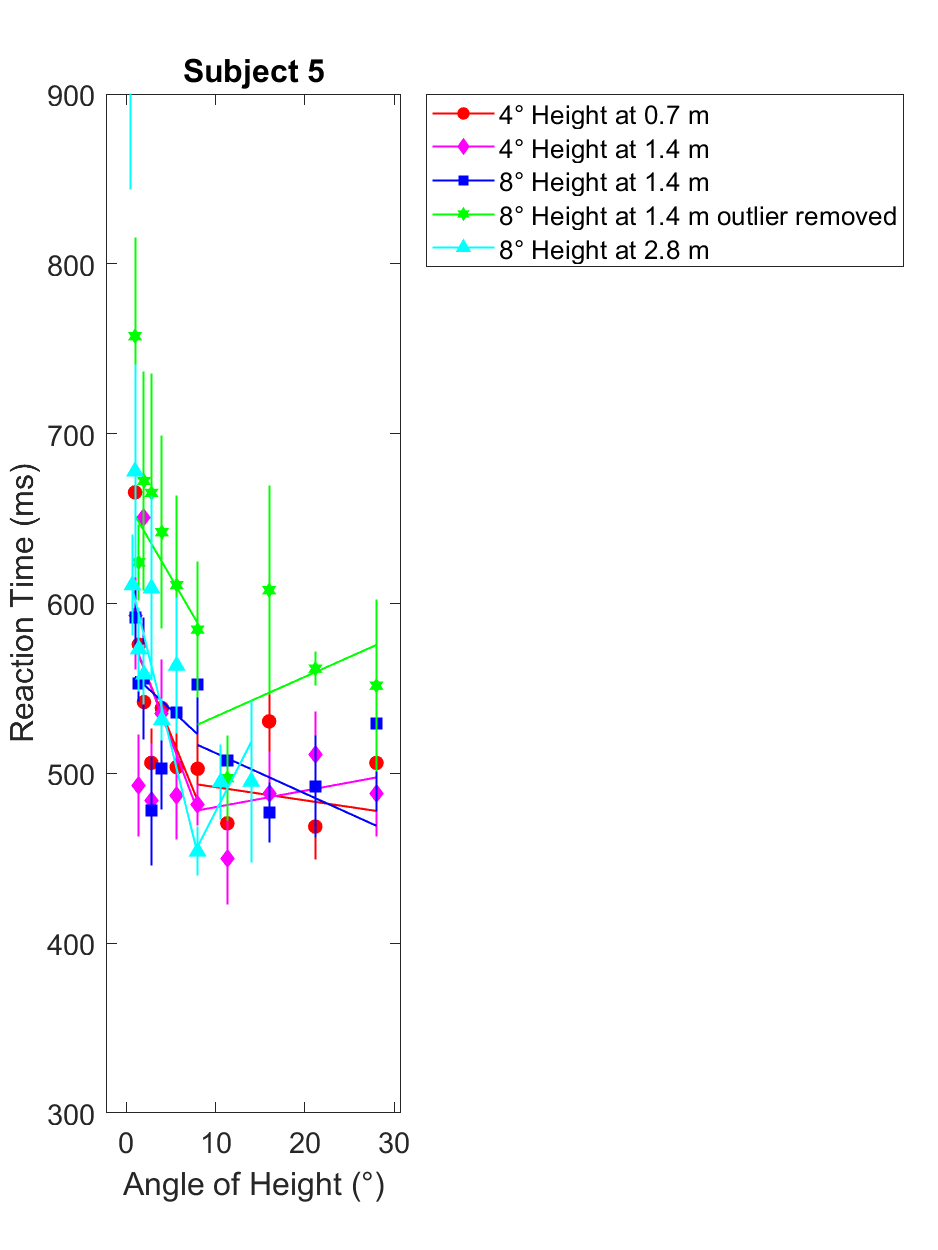 Subject 5
900
800
700
600
500
400
300
0 10 20 30
Reaction Time (ms)
Angle of Height (°)
4° Height at 0.7 m
4° Height at 1.4 m
8° Height at 1.4 m
8° Height at 1.4 m outlier removed
8° Height at 2.8 m